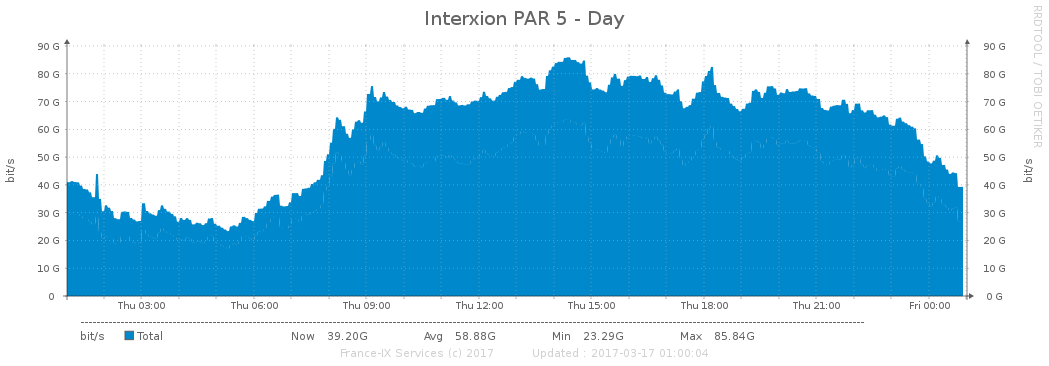 Interxion PAR 5 - Day
RRDTOOL / TOBI OETIKER
bit/s
90 G 90 G
80 G 80 G
70 G 70 G
60 G 60 G
50 G 50 G
40 G 40 G
30 G 30 G
20 G 20 G
10 G 10 G
0 0 G
bit/s
Thu 03:00 Thu 06:00 Thu 09:00 Thu 12:00 Thu 15:00 Thu 18:00 Thu 21:00 Fri 00:00
bit/s Total Now 39.20G Avg 58.88G Min 23.29G Max 85.84G
France-IX Services (c) 2017 Updated : 2017-03-17 01:00:04